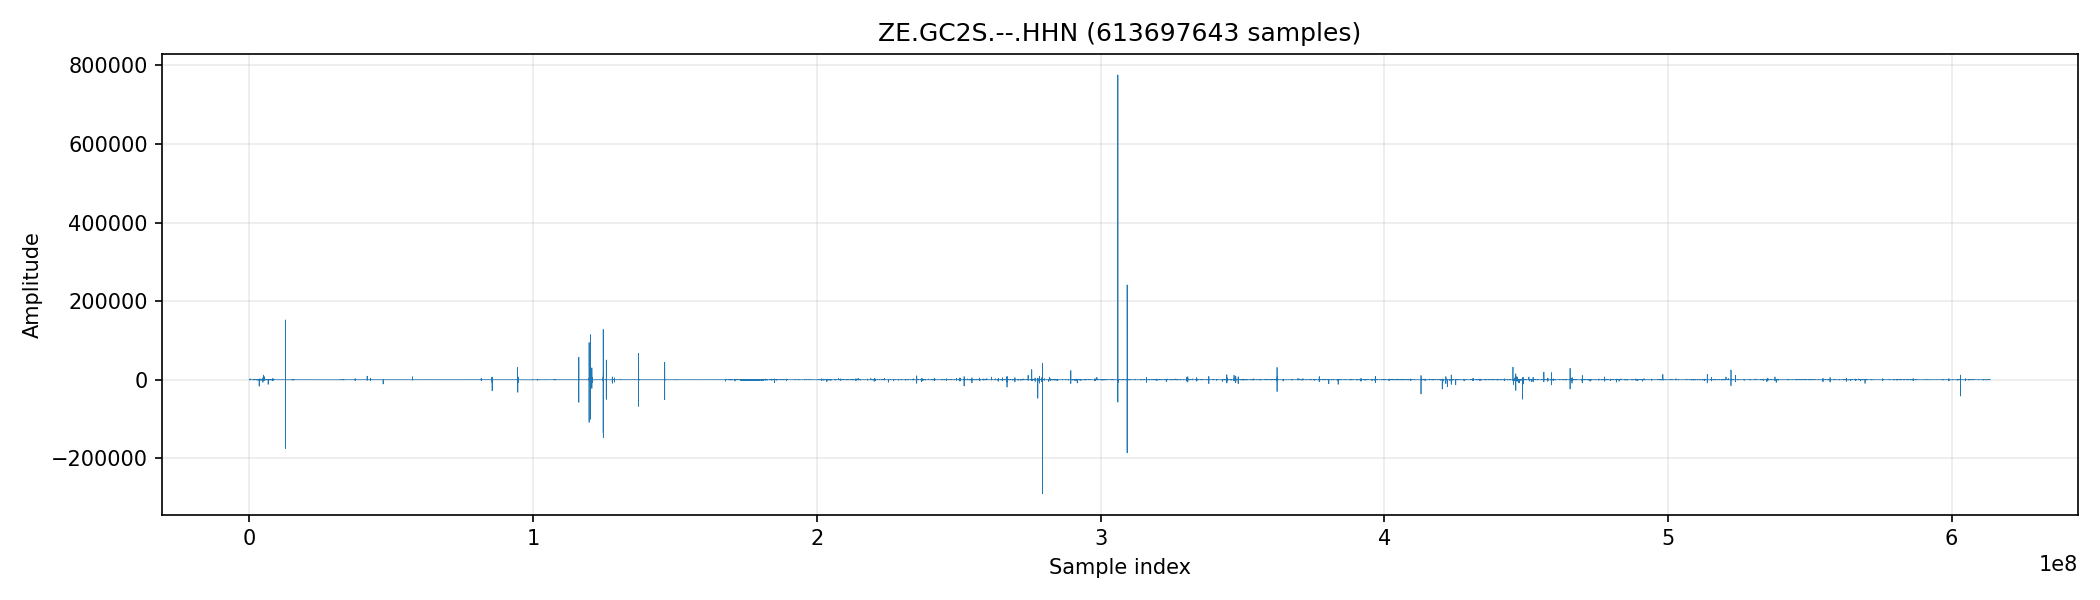 ZE.GC2S.--.HHN (613697643 samples)
800000
600000
400000
200000
0
−200000
Amplitude
0 1 2 3 4 5 6
1e8
Sample index